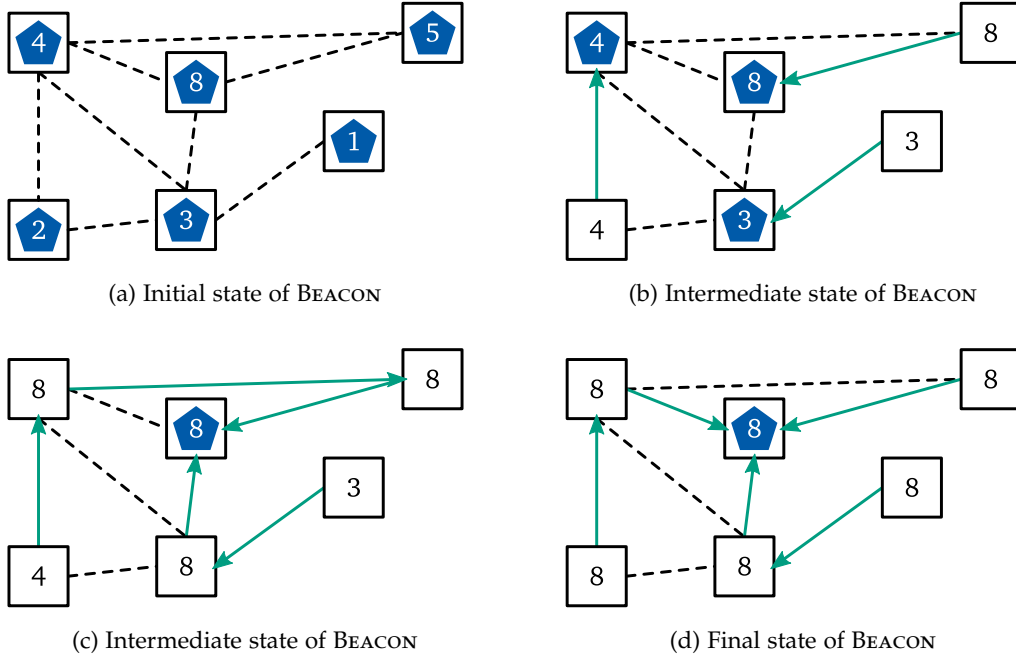 4 5 4 8
8 8
1 3
2 3 4 3
(a) Initial state of BEACON (b) Intermediate state of BEACON
8 8 8 8
8 8
3 8
4 8 8 8
(c) Intermediate state of BEACON (d) Final state of BEACON